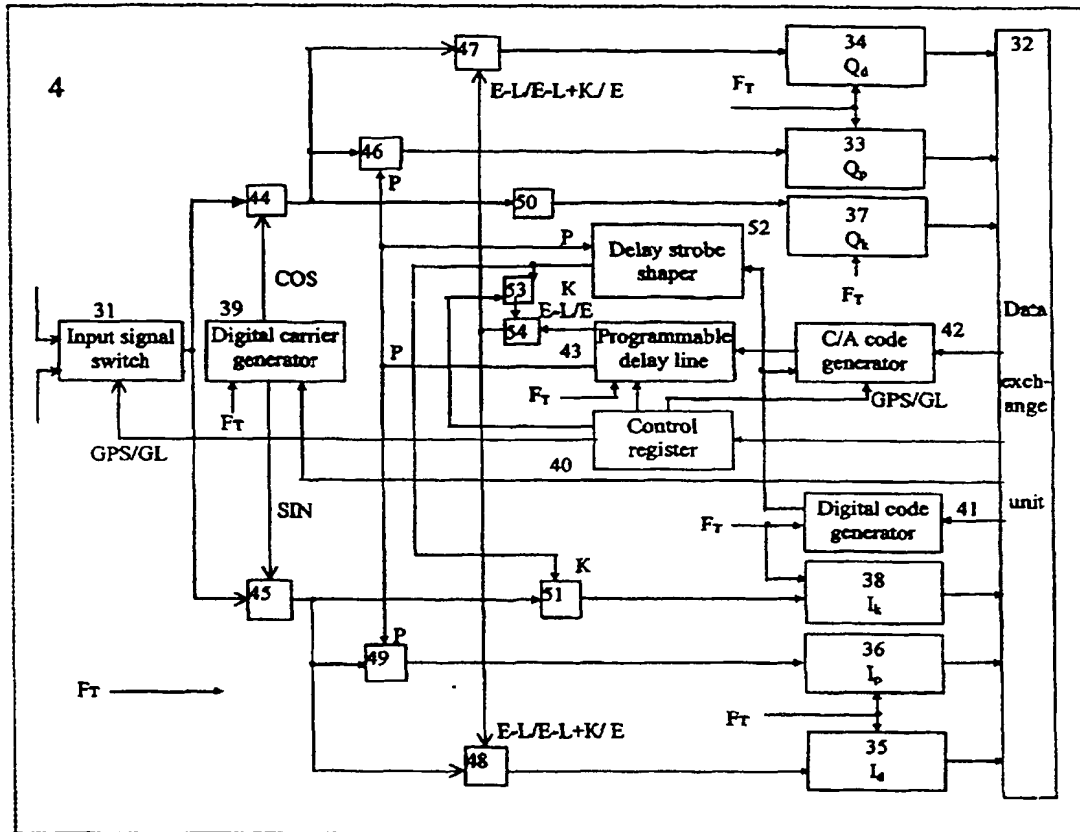 4
47
34
Qd
32
E-L/E-L+K/ E
FT
46
33
Qp
P
44
50
37
Qk
52
P
Delay strobe
shaper
COS
K
FT
53
31
39
E-L/E
Data
Input signal
switch
Digital carrier
generator
54
Programmable
delay line
C/A code
generator
42
P
43
FT
FT
exch-
ange
GPS/GL
Control
register
GPS/GL
40
SIN
Digital code
generator
41
unit
FT
K
45
51
38
Ik
P
49
36
Ip
FT
FT
E-L/E-L+K/ E
48
35
Id